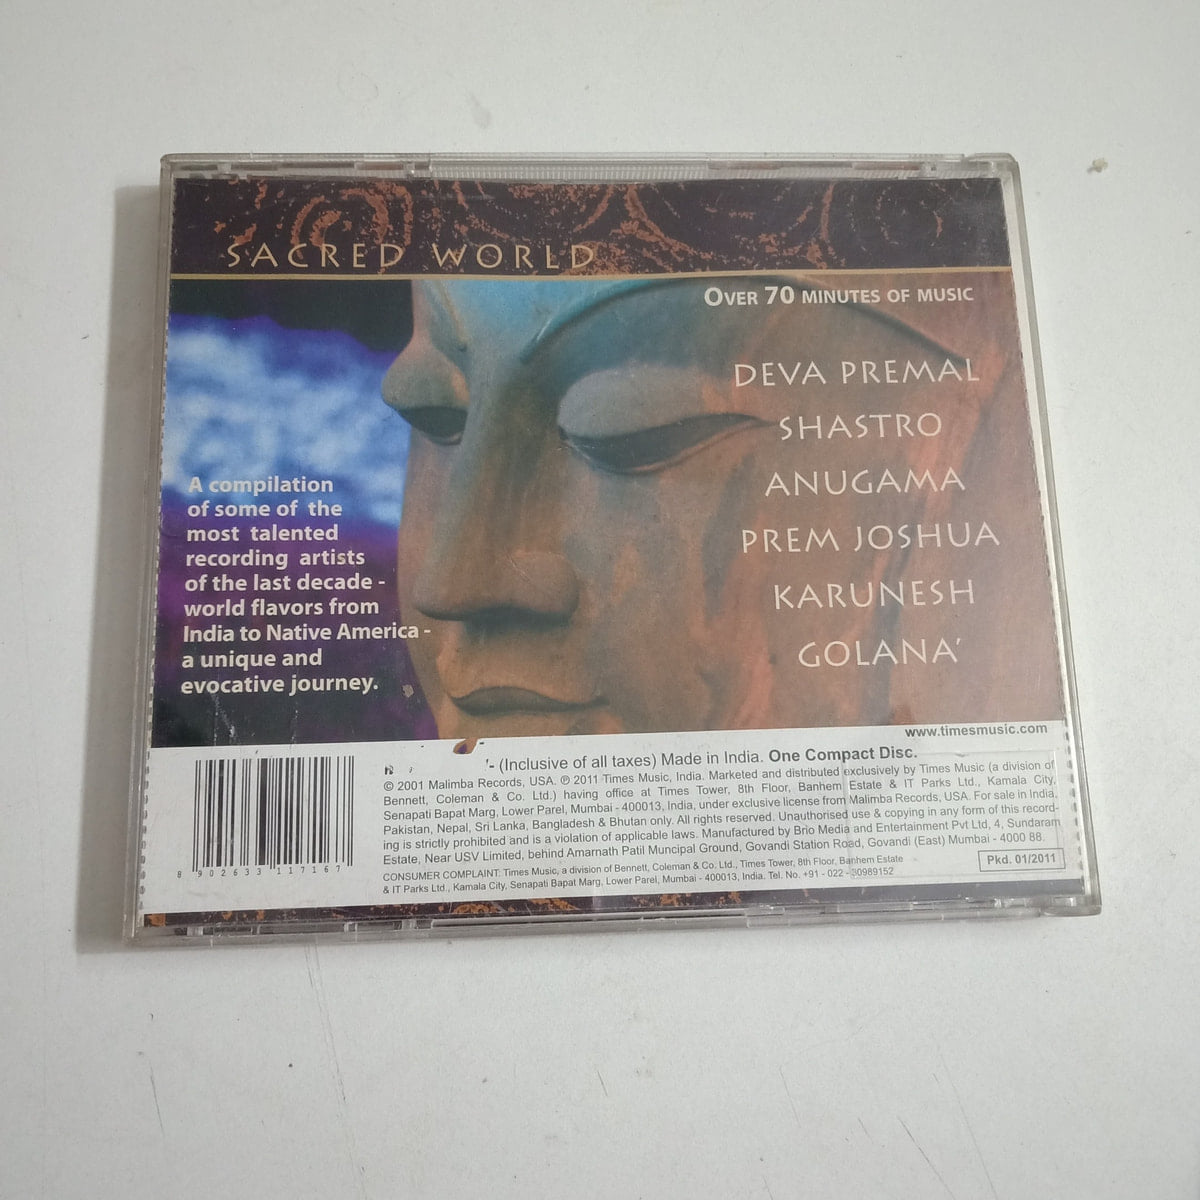 SACRED WORLD
OVER 70 MINUTES OF MUSIC
DEVA PREMAL
SHASTRO
ANUGAMA
PREM JOSHUA
KARUNESH
GOLANA'
A compilation
of some of the
most talented
recording artists
of the last decade -
world flavors from
India to Native America -
a unique and
evocative journey.
www.timesmusic.com
(Inclusive of all taxes) Made in India. One Compact Disc.
© 2001 Malimba Records, USA. ℗ 2011 Times Music, India. Marketed and distributed exclusively by Times Music (a division of
Bennett, Coleman & Co. Ltd.) having office at Times Tower, 8th Floor, Banhem Estate & IT Parks Ltd., Kamala City,
Senapati Bapat Marg, Lower Parel, Mumbai - 400013, India, under exclusive license from Malimba Records, USA. For sale in India,
Pakistan, Nepal, Sri Lanka, Bangladesh & Bhutan only. All rights reserved. Unauthorised use & copying in any form of this record-
ing is strictly prohibited and is a violation of applicable laws. Manufactured by Brio Media and Entertainment Pvt Ltd, 4, Sundaram
Estate, Near USV Limited, behind Amarnath Patil Muncipal Ground, Govandi Station Road, Govandi (East) Mumbai - 4000 88.
CONSUMER COMPLAINT: Times Music, a division of Bennett, Coleman & Co. Ltd., Times Tower, 8th Floor, Banhem Estate
& IT Parks Ltd., Kamala City, Senapati Bapat Marg, Lower Parel, Mumbai - 400013, India. Tel. No. +91 - 022 - 30989152
Pkd. 01/2011
8 902633 117167